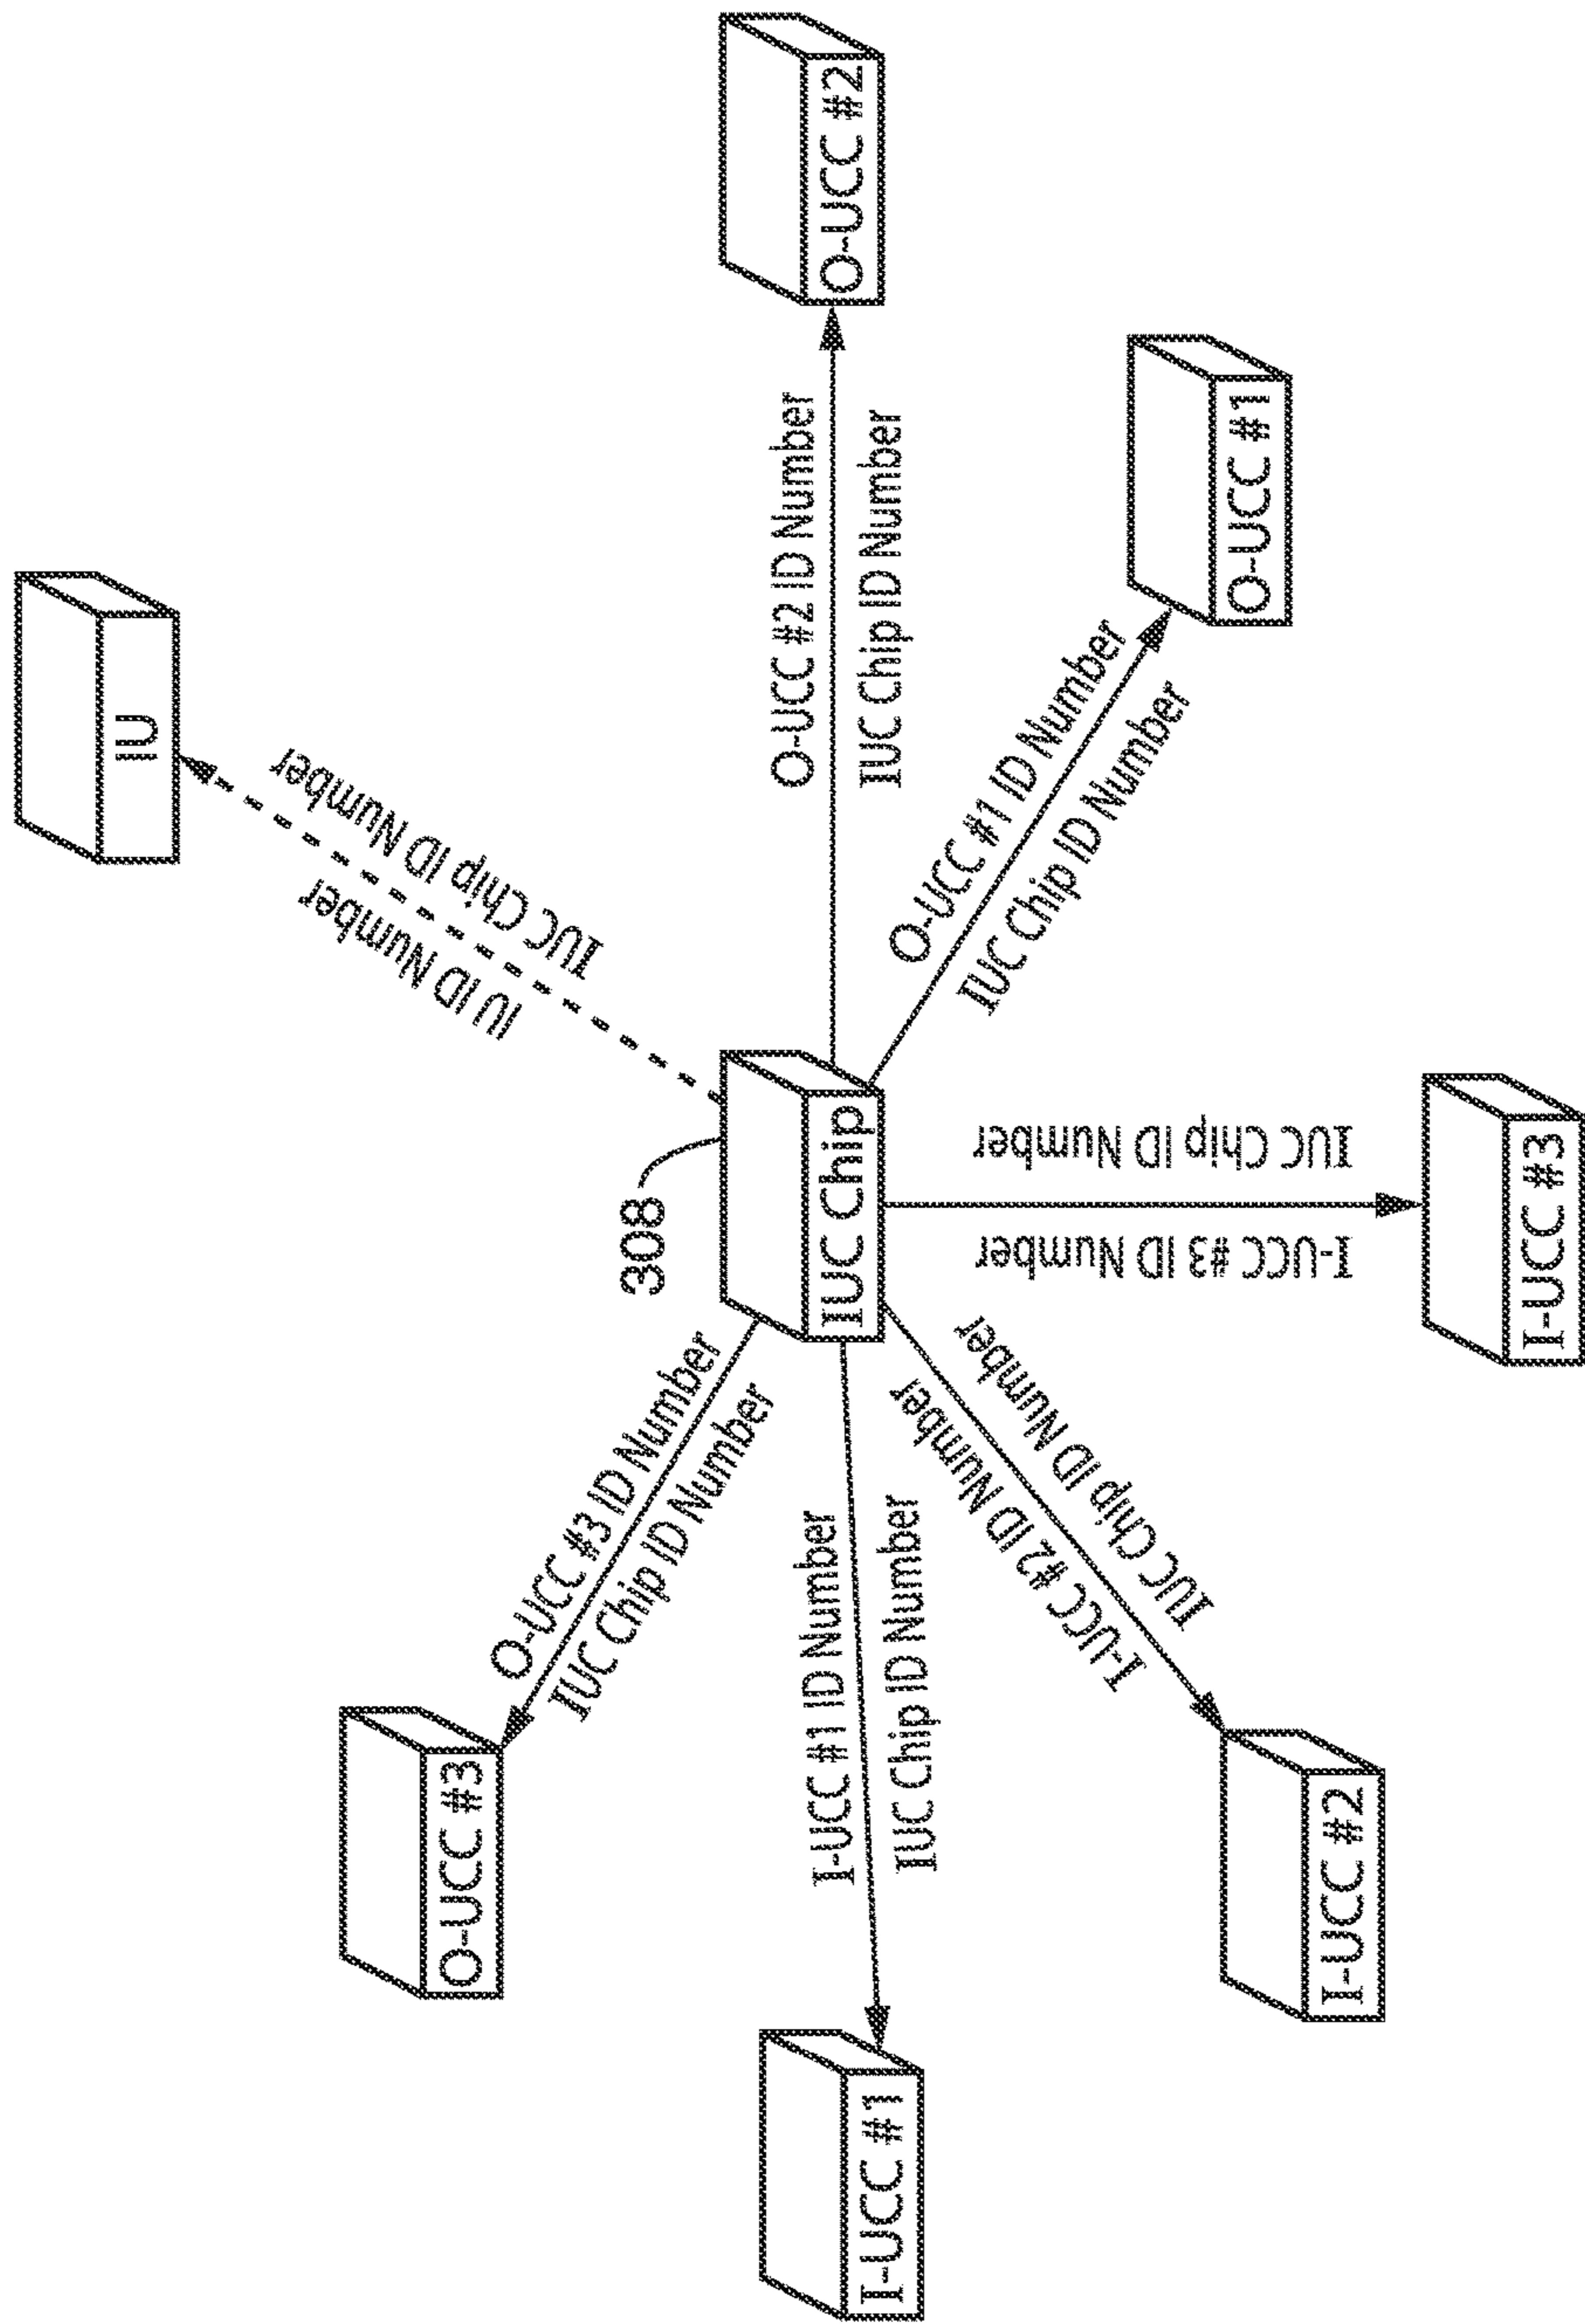 O-UCC #3
O-UCC #3 ID Number
IUC Chip ID Number
308
IU
IU ID Number
IUC Chip ID Number
I-UCC #1
I-UCC #1 ID Number
IUC Chip ID Number
IUC Chip
O-UCC #2 ID Number
IUC Chip ID Number
O-UCC #2
I-UCC #2
I-UCC #2 ID Number
IUC Chip ID Number
I-UCC #3 ID Number
IUC Chip ID Number
I-UCC #3
O-UCC #1 ID Number
IUC Chip ID Number
O-UCC #1